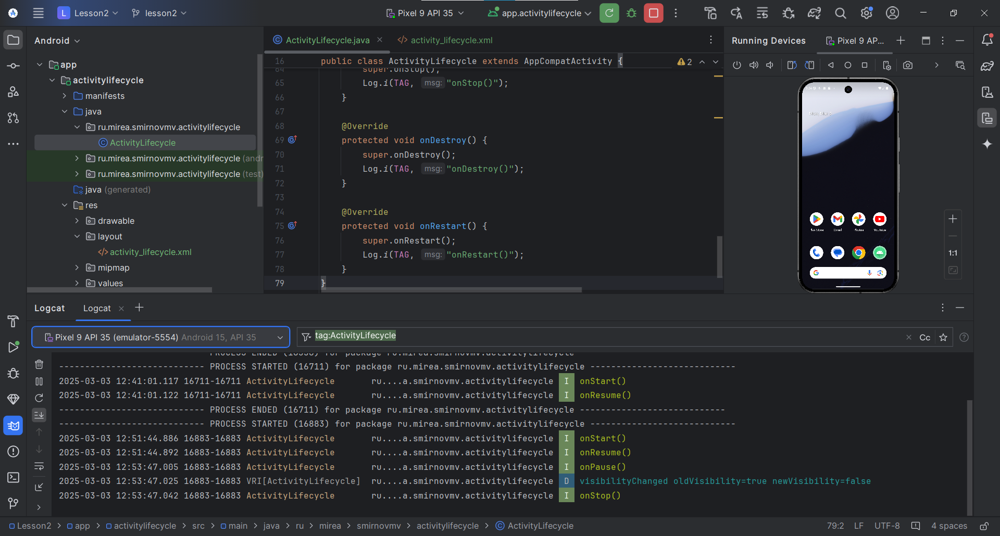 L Lesson2 lesson2 Pixel 9 API 35 app.activitylifecycle
Android
app
activitylifecycle
manifests
java
ru.mirea.smirnovmv.activitylifecycle
ActivityLifecycle
ru.mirea.smirnovmv.activitylifecycle (andr
ru.mirea.smirnovmv.activitylifecycle (test)
java (generated)
res
drawable
layout
activity_lifecycle.xml
mipmap
values
ActivityLifecycle.java activity_lifecycle.xml
16 public class ActivityLifecycle extends AppCompatActivity { 2
64 super.onStop();
65 Log.i(TAG, msg: "onStop()");
66 }
67
68 @Override
69 protected void onDestroy() {
70 super.onDestroy();
71 Log.i(TAG, msg: "onDestroy()");
72 }
73
74 @Override
75 protected void onRestart() {
76 super.onRestart();
77 Log.i(TAG, msg: "onRestart()");
78 }
79 }
Running Devices Pixel 9 AP...
Play Store Gmail Photos YouTube
1:1
Logcat Logcat
Pixel 9 API 35 (emulator-5554) Android 15, API 35 tag:ActivityLifecycle Cc
PROCESS ENDED for package ru.mirea.smirnovmv.activitylifecycle
---------------------------- PROCESS STARTED (16711) for package ru.mirea.smirnovmv.activitylifecycle ----------------------------
2025-03-03 12:41:01.117 16711-16711 ActivityLifecycle ru....a.smirnovmv.activitylifecycle I onStart()
2025-03-03 12:41:01.122 16711-16711 ActivityLifecycle ru....a.smirnovmv.activitylifecycle I onResume()
---------------------------- PROCESS ENDED (16711) for package ru.mirea.smirnovmv.activitylifecycle ----------------------------
---------------------------- PROCESS STARTED (16883) for package ru.mirea.smirnovmv.activitylifecycle ----------------------------
2025-03-03 12:51:44.886 16883-16883 ActivityLifecycle ru....a.smirnovmv.activitylifecycle I onStart()
2025-03-03 12:51:44.892 16883-16883 ActivityLifecycle ru....a.smirnovmv.activitylifecycle I onResume()
2025-03-03 12:53:47.005 16883-16883 ActivityLifecycle ru....a.smirnovmv.activitylifecycle I onPause()
2025-03-03 12:53:47.025 16883-16883 VRI[ActivityLifecycle] ru....a.smirnovmv.activitylifecycle D visibilityChanged oldVisibility=true newVisibility=false
2025-03-03 12:53:47.042 16883-16883 ActivityLifecycle ru....a.smirnovmv.activitylifecycle I onStop()
Lesson2 > app > activitylifecycle > src > main > java > ru > mirea > smirnovmv > activitylifecycle > ActivityLifecycle 79:2 LF UTF-8 4 spaces